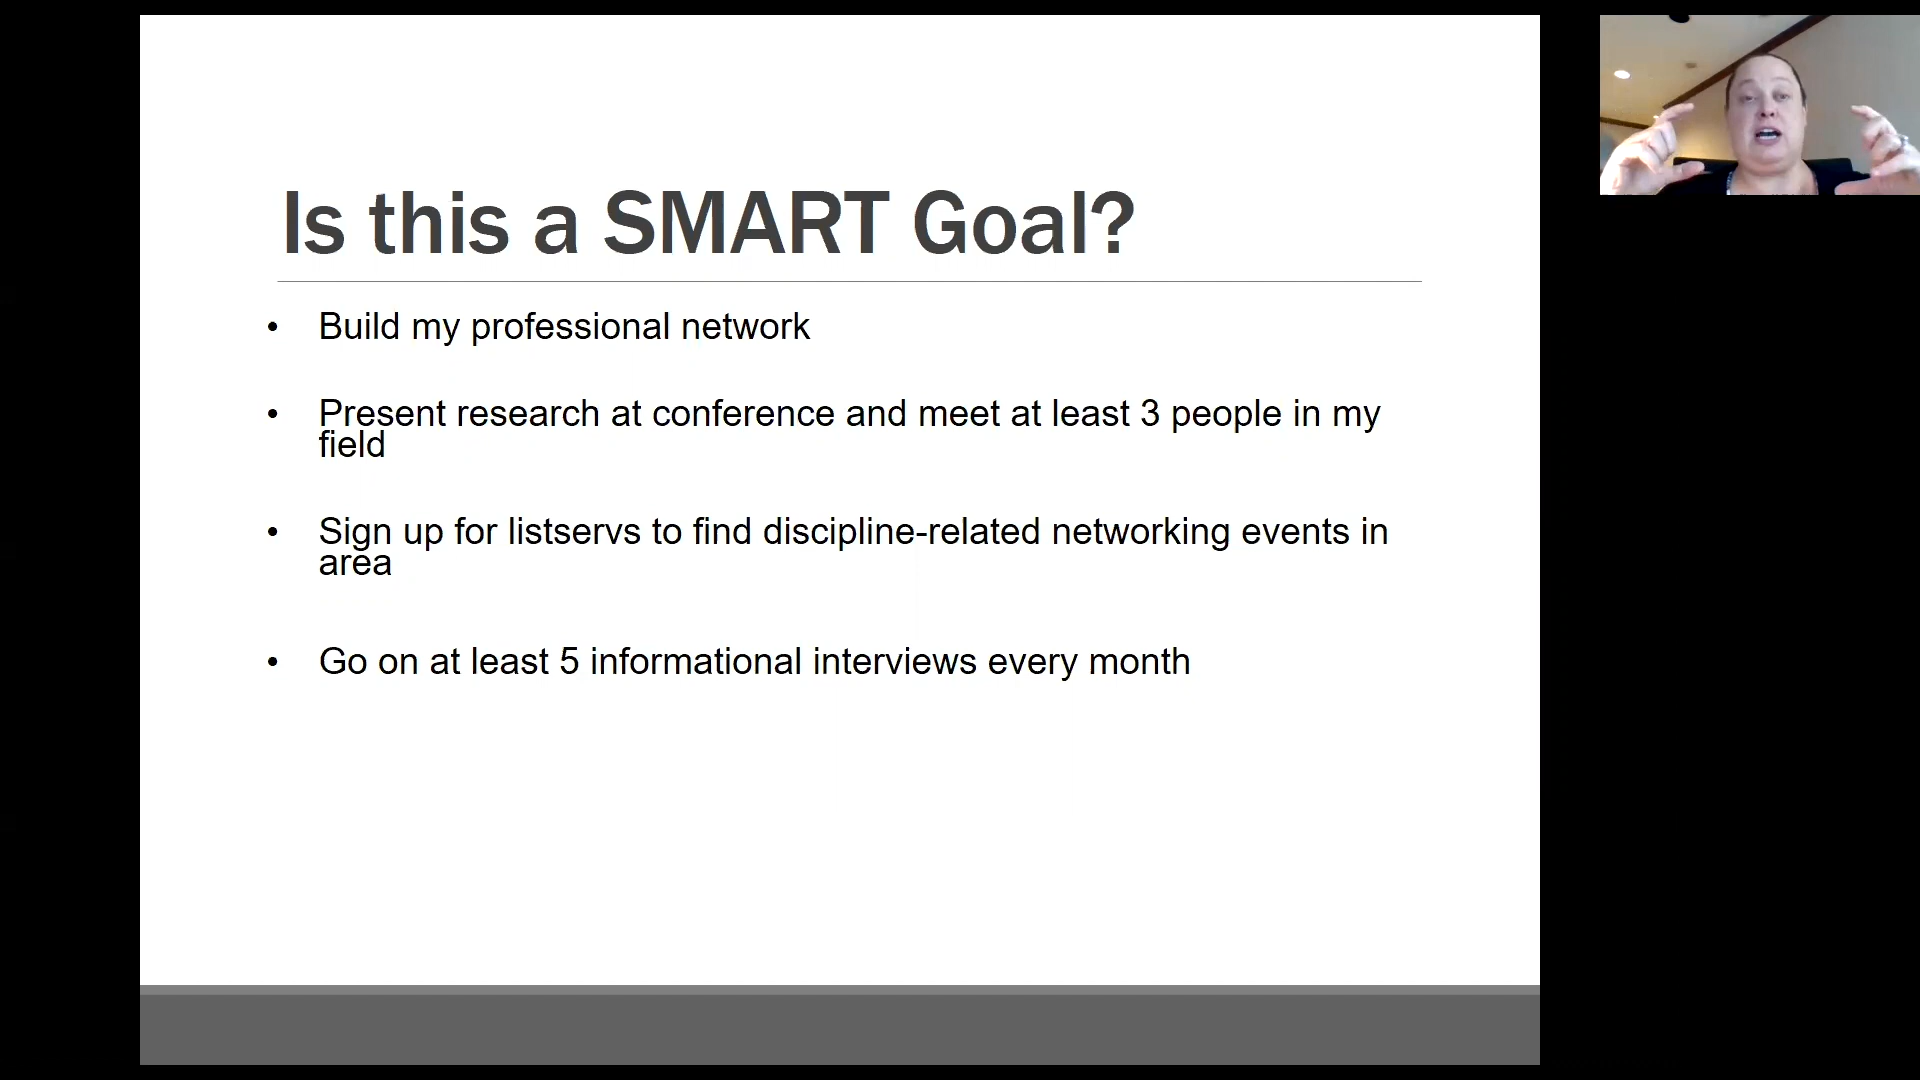 Is this a SMART Goal?
• Build my professional network
• Present research at conference and meet at least 3 people in my
field
• Sign up for listservs to find discipline-related networking events in
area
• Go on at least 5 informational interviews every month